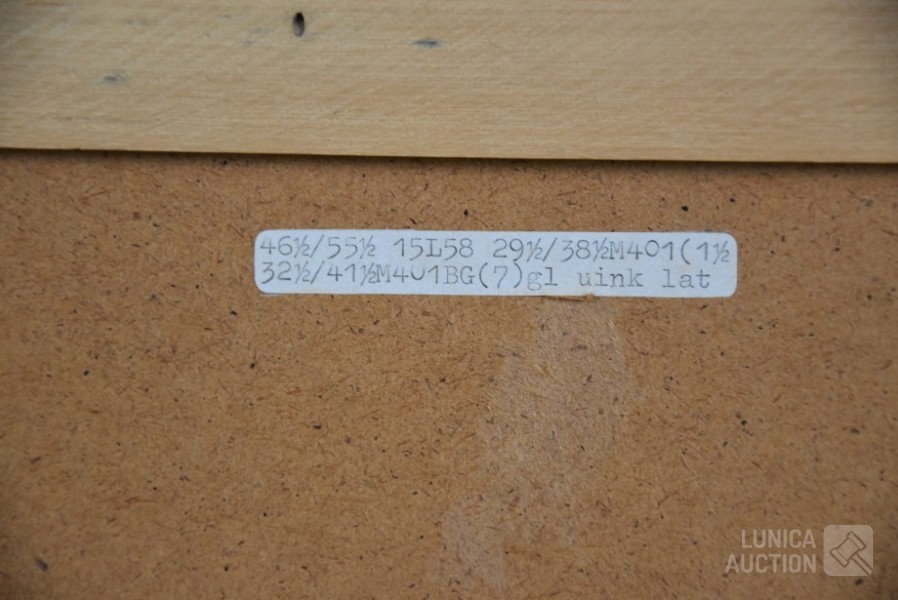 46½/55½ 15L58 29½/38½M401(1½
32½/41½M401BG(7)gl uink lat
LUNICA
AUCTION